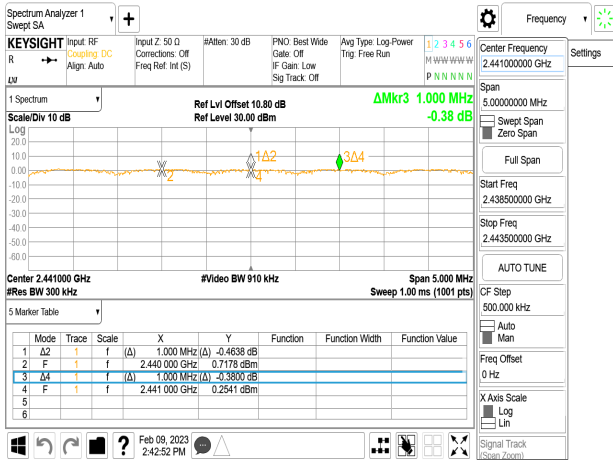 Spectrum Analyzer 1
Swept SA
Frequency
KEYSIGHT
R
LXI
Input: RF
Coupling: DC
Align: Auto
Input Z: 50 Ω
Corrections: Off
Freq Ref: Int (S)
#Atten: 30 dB
PNO: Best Wide
Gate: Off
IF Gain: Low
Sig Track: Off
Avg Type: Log-Power
Trig: Free Run
1 2 3 4 5 6
M W W W W W
P N N N N N
1 Spectrum
Scale/Div 10 dB
Ref Lvl Offset 10.80 dB
Ref Level 30.00 dBm
ΔMkr3 1.000 MHz
-0.38 dB
Log
20.0
10.0
0.00
-10.0
-20.0
-30.0
-40.0
-50.0
-60.0
2
1Δ2
4
3Δ4
Center 2.441000 GHz
#Res BW 300 kHz
#Video BW 910 kHz
Span 5.000 MHz
Sweep 1.00 ms (1001 pts)
5 Marker Table
Mode Trace Scale X Y Function Function Width Function Value
1 Δ2 1 f (Δ) 1.000 MHz (Δ) -0.4638 dB
2 F 1 f 2.440 000 GHz 0.7178 dBm
3 Δ4 1 f (Δ) 1.000 MHz (Δ) -0.3800 dB
4 F 1 f 2.441 000 GHz 0.2541 dBm
5
6
Feb 09, 2023
2:42:52 PM
?
Center Frequency
2.441000000 GHz
Settings
Span
5.00000000 MHz
Swept Span
Zero Span
Full Span
Start Freq
2.438500000 GHz
Stop Freq
2.443500000 GHz
AUTO TUNE
CF Step
500.000 kHz
Auto
Man
Freq Offset
0 Hz
X Axis Scale
Log
Lin
Signal Track
(Span Zoom)